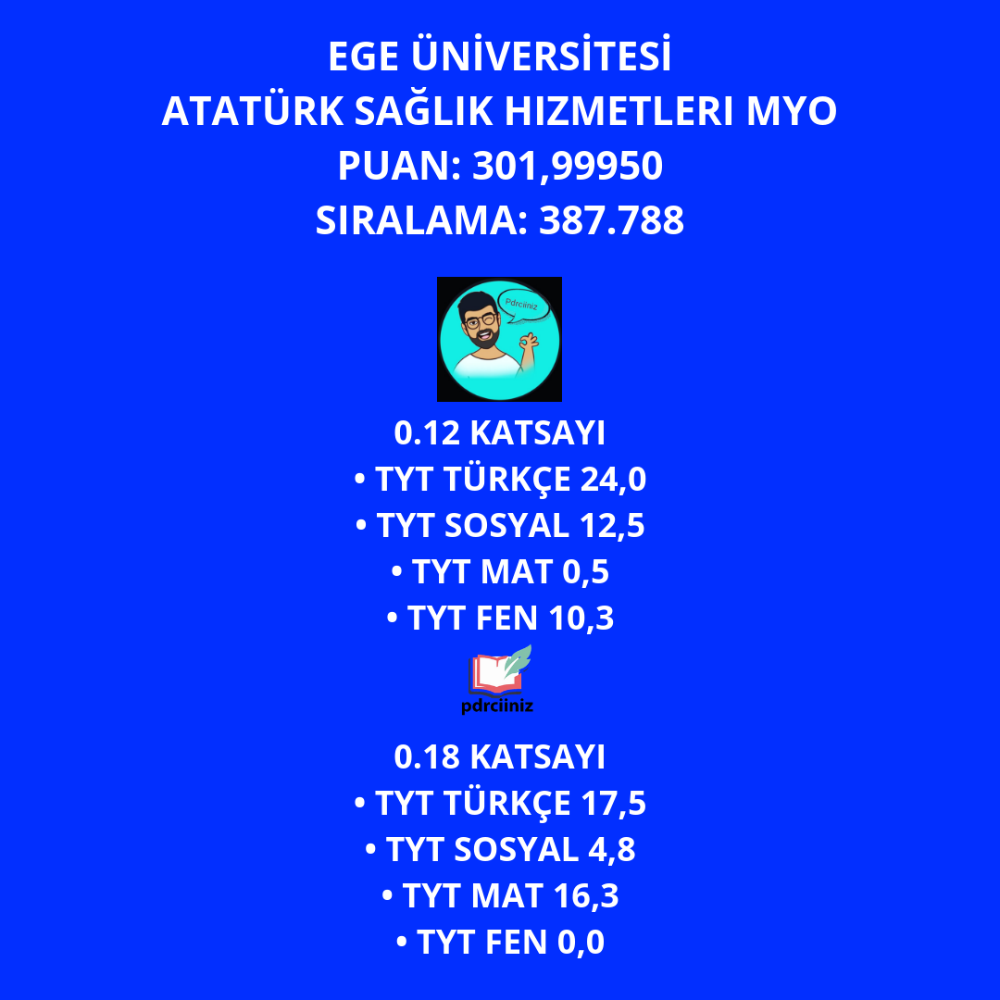 EGE ÜNİVERSİTESİ
ATATÜRK SAĞLIK HIZMETLERI MYO
PUAN: 301,99950
SIRALAMA: 387.788
Pdrciiniz
0.12 KATSAYI
• TYT TÜRKÇE 24,0
• TYT SOSYAL 12,5
• TYT MAT 0,5
• TYT FEN 10,3
pdrciiniz
0.18 KATSAYI
• TYT TÜRKÇE 17,5
• TYT SOSYAL 4,8
• TYT MAT 16,3
• TYT FEN 0,0